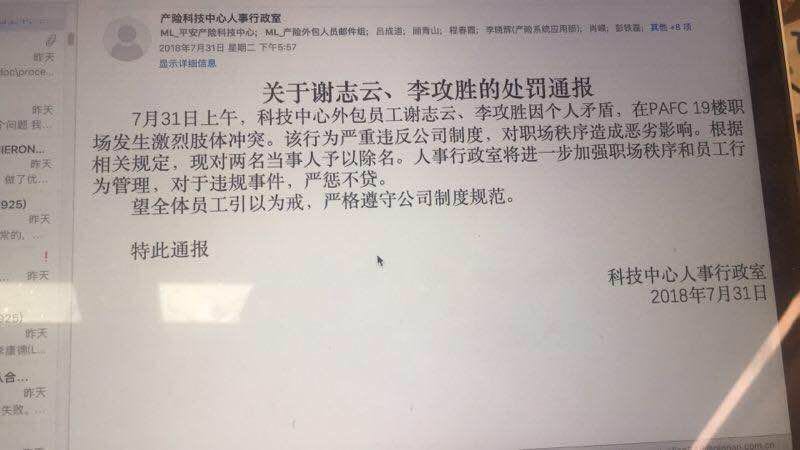 产险科技中心人事行政室
ML_平安产险科技中心; ML_产险外包人员邮件组; 吕成道; 顾青山; 程春霞; 李晓辉(产险系统应用部); 肖嵘; 彭铁磊; 其他 +8 项
2018年7月31日 星期二 下午5:57
显示详细信息
关于谢志云、李攻胜的处罚通报
7月31日上午，科技中心外包员工谢志云、李攻胜因个人矛盾，在PAFC 19楼职
场发生激烈肢体冲突。该行为严重违反公司制度，对职场秩序造成恶劣影响。根据
相关规定，现对两名当事人予以除名。人事行政室将进一步加强职场秩序和员工行
为管理，对于违规事件，严惩不贷。
望全体员工引以为戒，严格遵守公司制度规范。
特此通报
科技中心人事行政室
2018年7月31日
昨天
doc\proce...
昨天
个问题 我...
昨天
IERON...
昨天
做了优...
925)
昨天
常的，...
!
昨天
925)
昨天
李康德(L...
人合...
昨天
失败。...
昨天